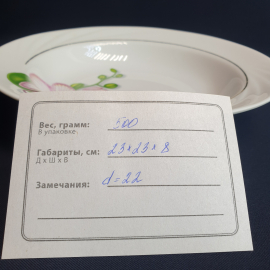 Вес, грамм: 500
В упаковке
Габариты, см: 23×23×8
Д х Ш х В
Замечания: d=22